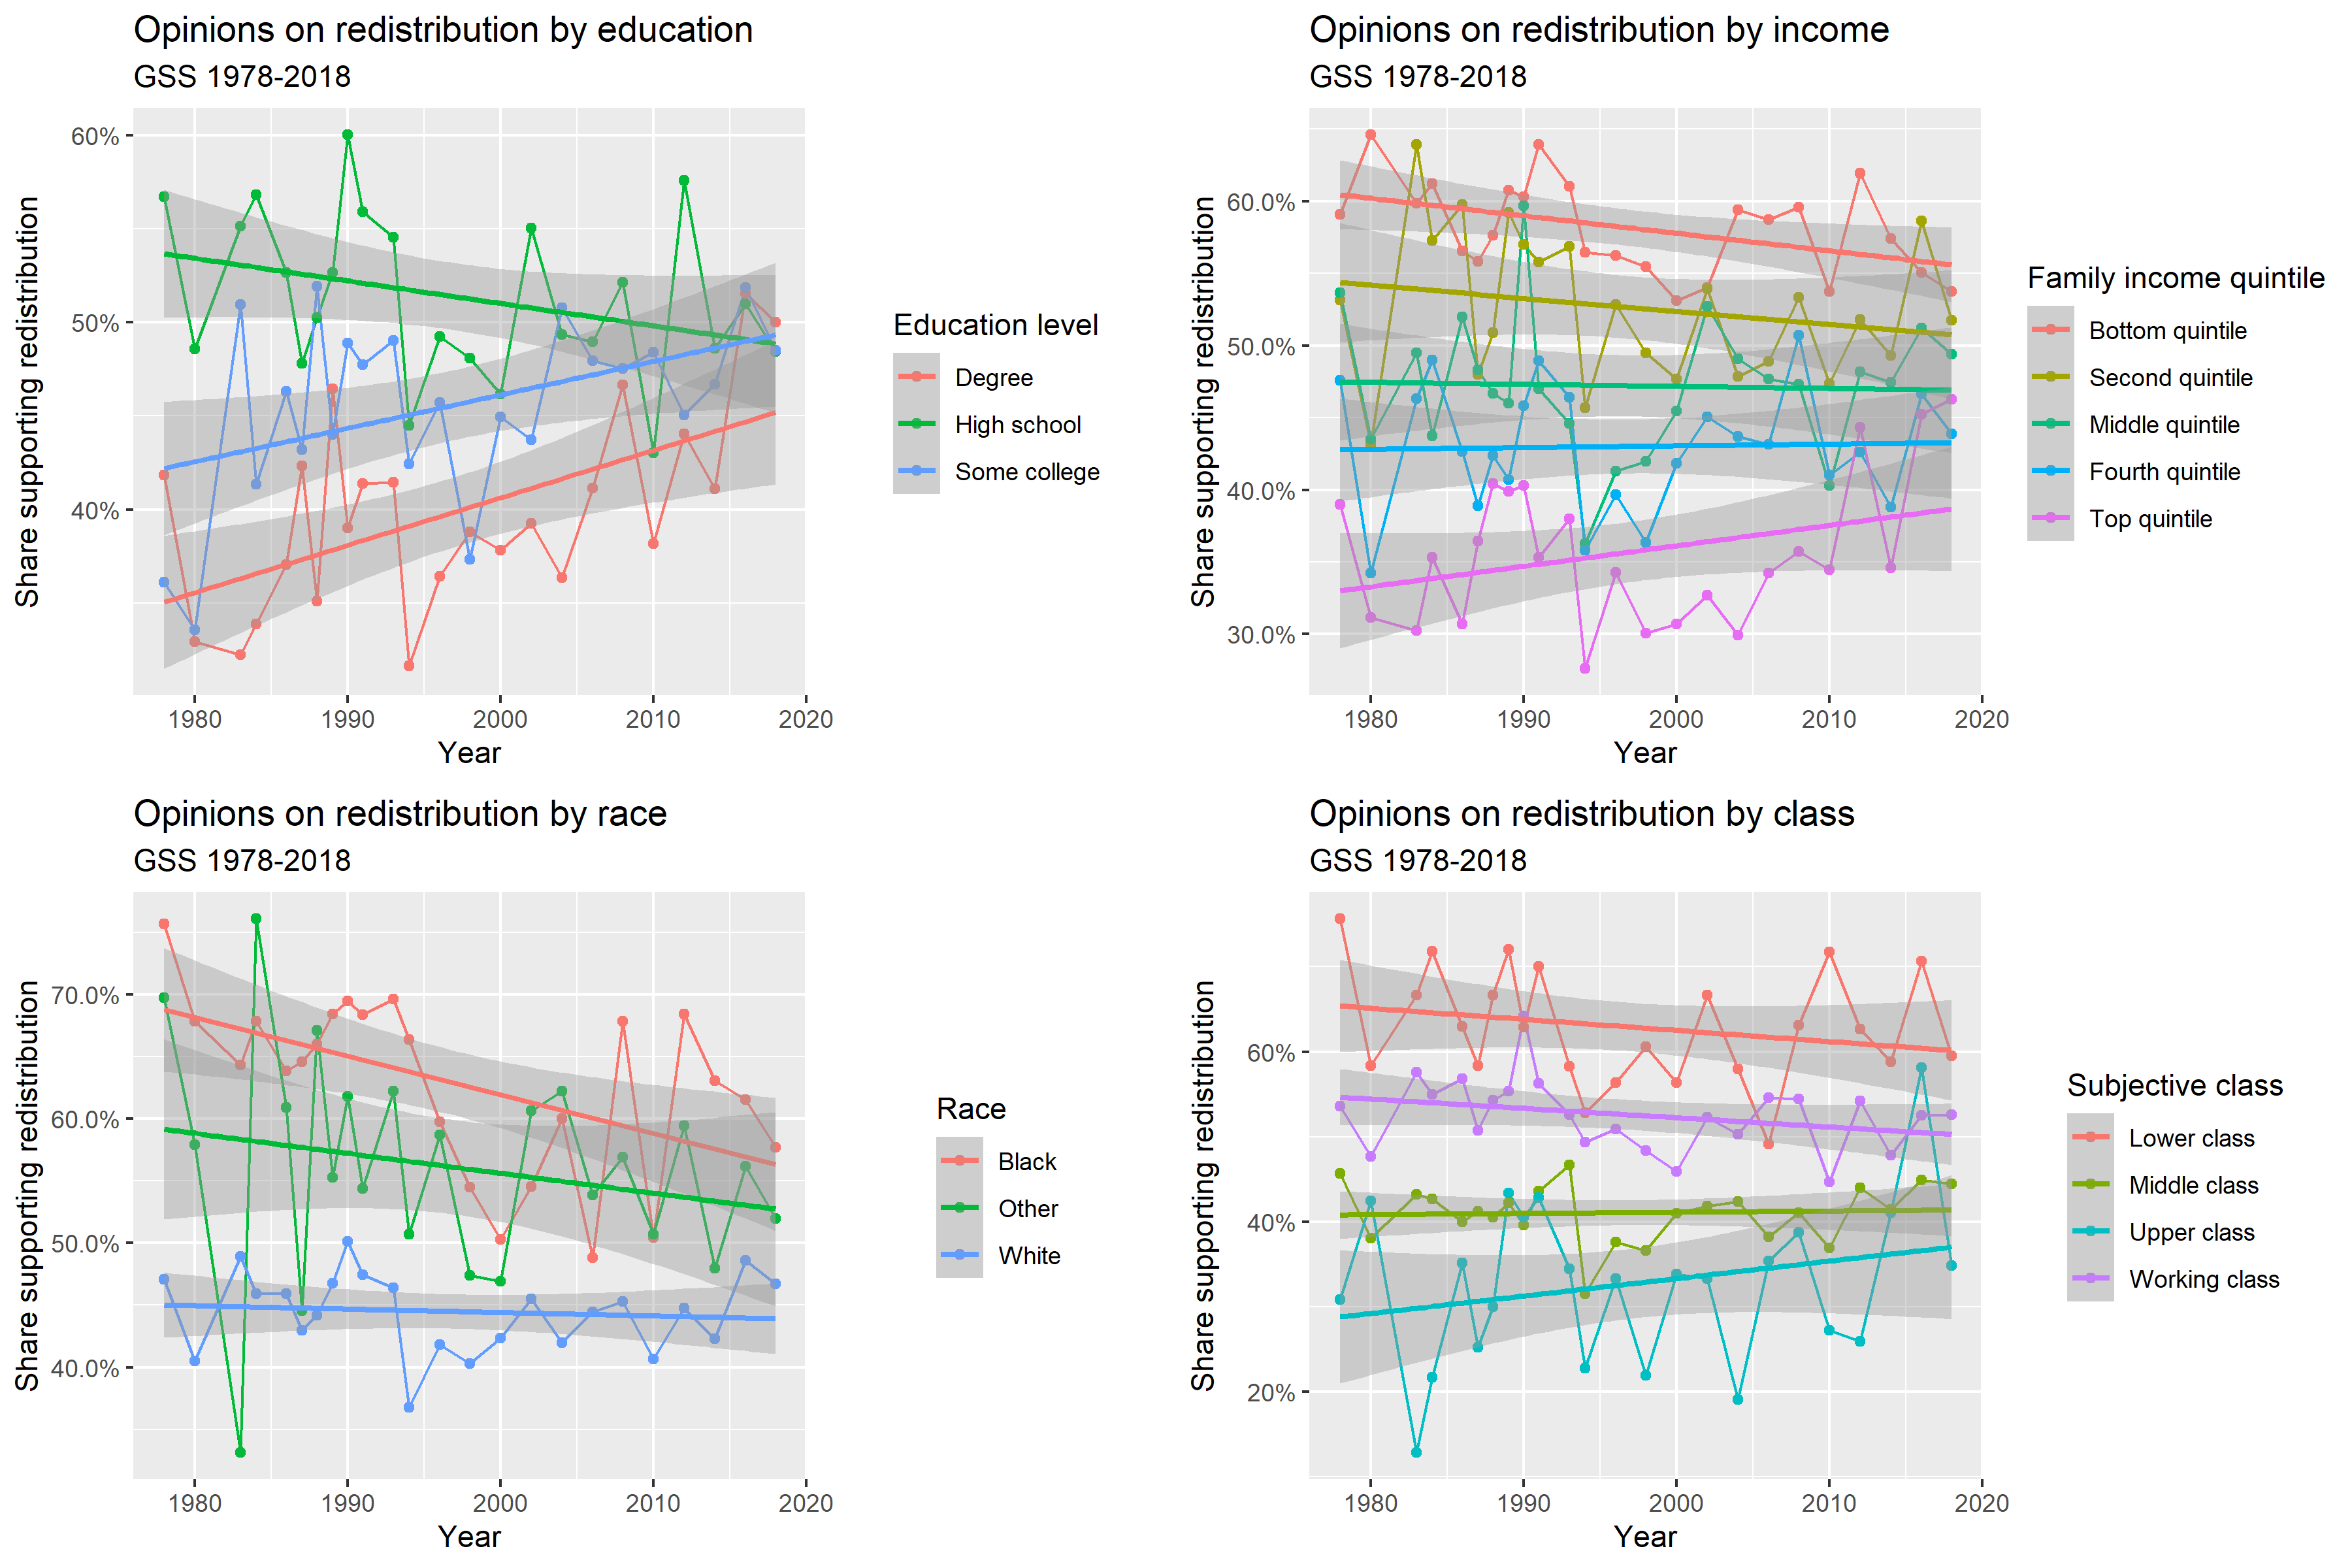 Opinions on redistribution by education
GSS 1978-2018
60%
50%
40%
Share supporting redistribution
1980
1990
2000
2010
2020
Year
Education level
Degree
High school
Some college
Opinions on redistribution by income
GSS 1978-2018
60.0%
50.0%
40.0%
30.0%
Share supporting redistribution
1980
1990
2000
2010
2020
Year
Family income quintile
Bottom quintile
Second quintile
Middle quintile
Fourth quintile
Top quintile
Opinions on redistribution by race
GSS 1978-2018
70.0%
60.0%
50.0%
40.0%
Share supporting redistribution
1980
1990
2000
2010
2020
Year
Race
Black
Other
White
Opinions on redistribution by class
GSS 1978-2018
60%
40%
20%
Share supporting redistribution
1980
1990
2000
2010
2020
Year
Subjective class
Lower class
Middle class
Upper class
Working class